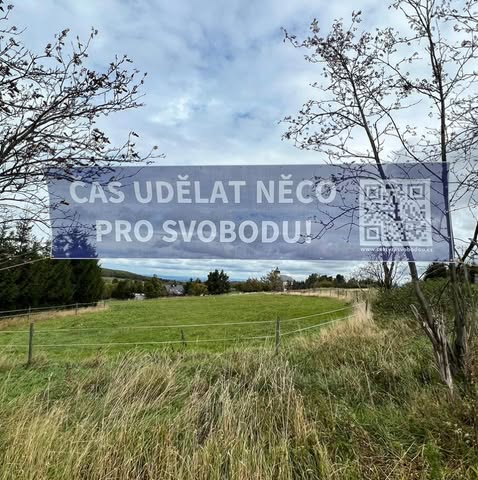 ČAS UDĚLAT NĚCO
PRO SVOBODU!